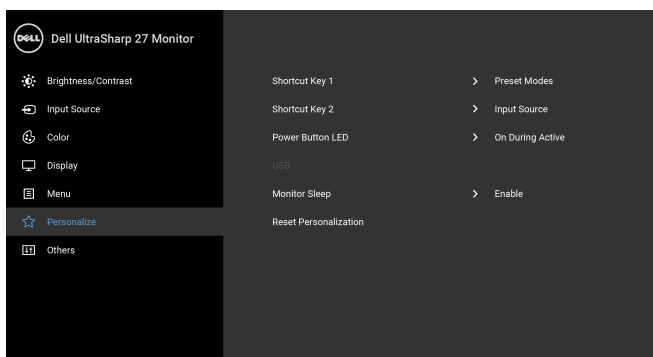 DELL Dell UltraSharp 27 Monitor
Brightness/Contrast
Input Source
Color
Display
Menu
Personalize
Others
Shortcut Key 1 > Preset Modes
Shortcut Key 2 > Input Source
Power Button LED > On During Active
USB
Monitor Sleep > Enable
Reset Personalization